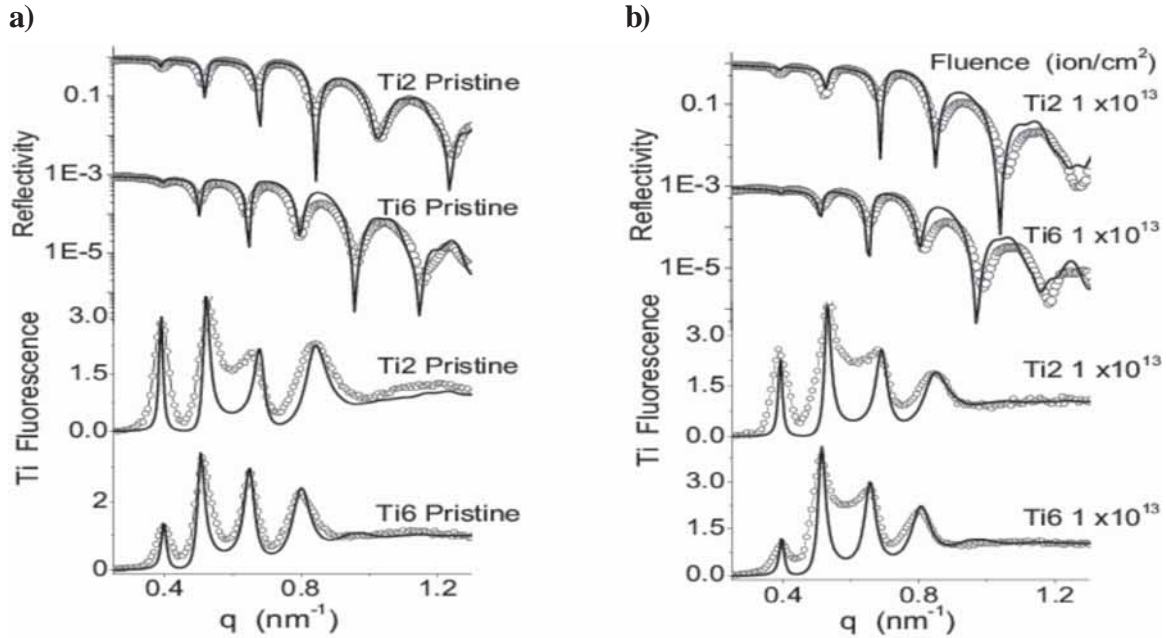 a)
Ti2 Pristine
0.1
1E-3
Ti6 Pristine
1E-5
Reflectivity
3.0
Ti2 Pristine
1.5
0.0
Ti Fluorescence
2
Ti6 Pristine
0
0.4 0.8 1.2
q (nm⁻¹)
b)
Fluence (ion/cm²)
0.1
Ti2 1 x10¹³
1E-3
Ti6 1 x10¹³
1E-5
Reflectivity
3.0
Ti2 1 x10¹³
1.5
0.0
Ti Fluorescence
3.0
Ti6 1 x10¹³
1.5
0.0
0.4 0.8 1.2
q (nm⁻¹)